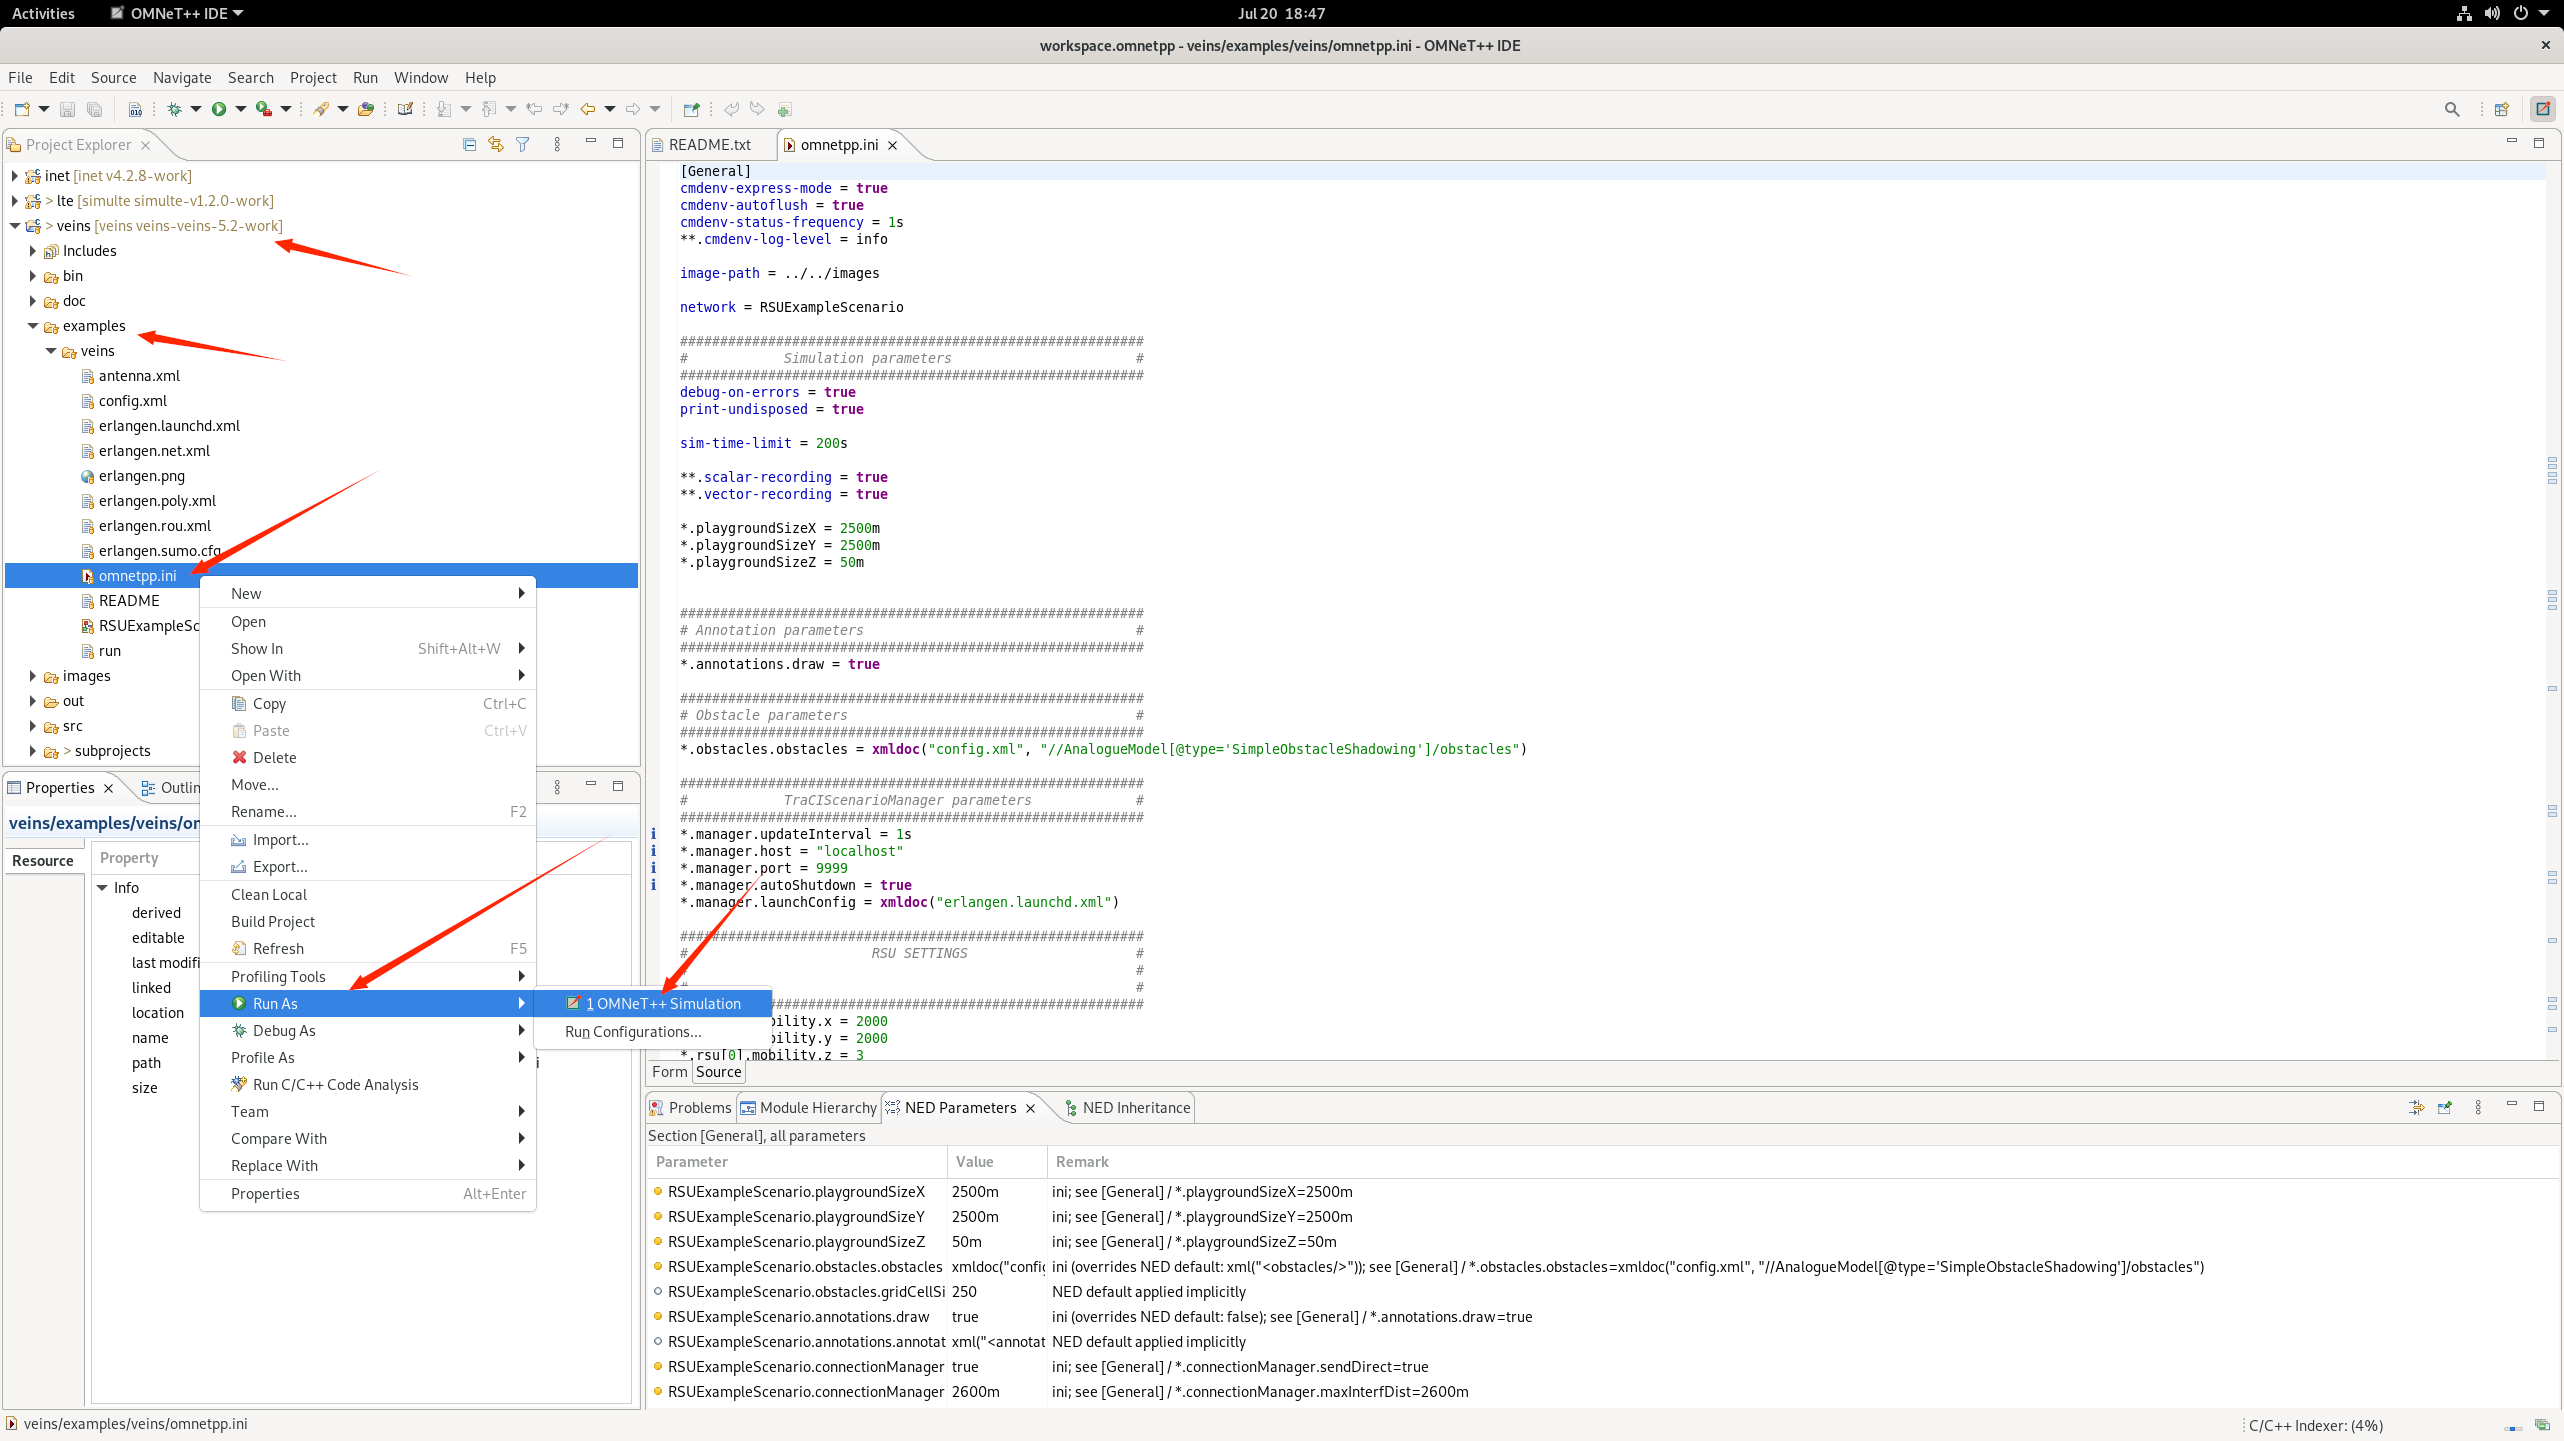 Activities
OMNeT++ IDE
Jul 20 18:47
workspace.omnetpp - veins/examples/veins/omnetpp.ini - OMNeT++ IDE
File Edit Source Navigate Search Project Run Window Help
Project Explorer
inet [inet v4.2.8-work]
> lte [simulte simulte-v1.2.0-work]
> veins [veins veins-veins-5.2-work]
Includes
bin
doc
examples
veins
antenna.xml
config.xml
erlangen.launchd.xml
erlangen.net.xml
erlangen.png
erlangen.poly.xml
erlangen.rou.xml
erlangen.sumo.cfg
omnetpp.ini
README
RSUExampleSc
run
images
out
src
> subprojects
New
Open
Show In Shift+Alt+W
Open With
Copy Ctrl+C
Paste Ctrl+V
Delete
Move...
Rename... F2
Import...
Export...
Clean Local
Build Project
Refresh F5
Profiling Tools
Run As
Debug As
Profile As
Run C/C++ Code Analysis
Team
Compare With
Replace With
Properties Alt+Enter
1 OMNeT++ Simulation
Run Configurations...
Properties
Outlin
veins/examples/veins/on
Resource
Property
Info
derived
editable
last modifi
linked
location
name
path
size
README.txt
omnetpp.ini
[General]
cmdenv-express-mode = true
cmdenv-autoflush = true
cmdenv-status-frequency = 1s
**.cmdenv-log-level = info
image-path = ../../images
network = RSUExampleScenario
##########################################################
# Simulation parameters #
##########################################################
debug-on-errors = true
print-undisposed = true
sim-time-limit = 200s
**.scalar-recording = true
**.vector-recording = true
*.playgroundSizeX = 2500m
*.playgroundSizeY = 2500m
*.playgroundSizeZ = 50m
##########################################################
# Annotation parameters #
##########################################################
*.annotations.draw = true
##########################################################
# Obstacle parameters #
##########################################################
*.obstacles.obstacles = xmldoc("config.xml", "//AnalogueModel[@type='SimpleObstacleShadowing']/obstacles")
##########################################################
# TraCIScenarioManager parameters #
##########################################################
*.manager.updateInterval = 1s
*.manager.host = "localhost"
*.manager.port = 9999
*.manager.autoShutdown = true
*.manager.launchConfig = xmldoc("erlangen.launchd.xml")
##########################################################
# RSU SETTINGS #
# #
# #
###############################################
bility.x = 2000
bility.y = 2000
*.rsu[0].mobility.z = 3
Form Source
Problems
Module Hierarchy
NED Parameters
NED Inheritance
Section [General], all parameters
Parameter Value Remark
RSUExampleScenario.playgroundSizeX 2500m ini; see [General] / *.playgroundSizeX=2500m
RSUExampleScenario.playgroundSizeY 2500m ini; see [General] / *.playgroundSizeY=2500m
RSUExampleScenario.playgroundSizeZ 50m ini; see [General] / *.playgroundSizeZ=50m
RSUExampleScenario.obstacles.obstacles xmldoc("config ini (overrides NED default: xml("<obstacles/>")); see [General] / *.obstacles.obstacles=xmldoc("config.xml", "//AnalogueModel[@type='SimpleObstacleShadowing']/obstacles")
RSUExampleScenario.obstacles.gridCellSi 250 NED default applied implicitly
RSUExampleScenario.annotations.draw true ini (overrides NED default: false); see [General] / *.annotations.draw=true
RSUExampleScenario.annotations.annotat xml("<annotat NED default applied implicitly
RSUExampleScenario.connectionManager true ini; see [General] / *.connectionManager.sendDirect=true
RSUExampleScenario.connectionManager 2600m ini; see [General] / *.connectionManager.maxInterfDist=2600m
veins/examples/veins/omnetpp.ini
C/C++ Indexer: (4%)